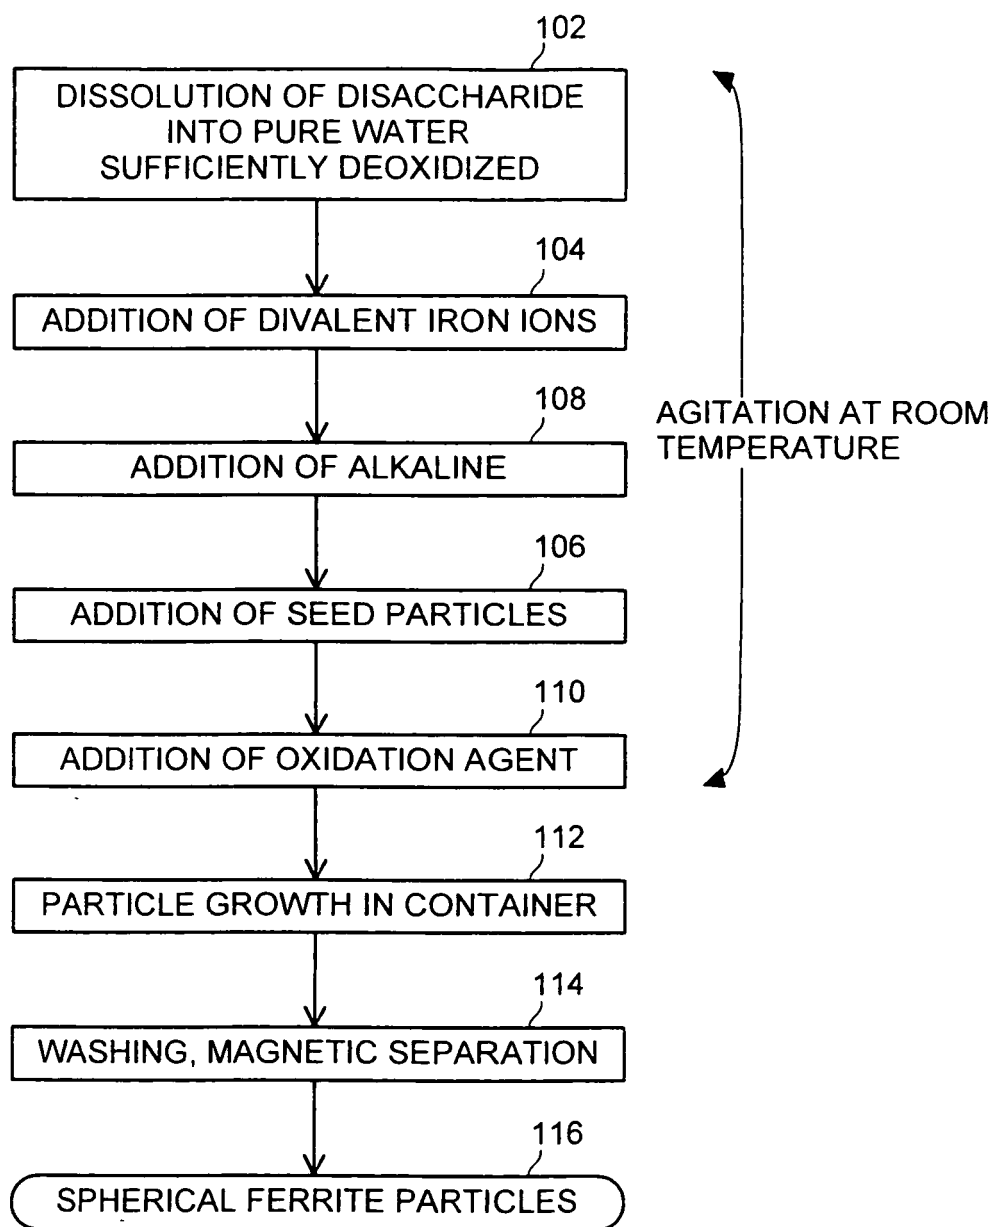 102
DISSOLUTION OF DISACCHARIDE
INTO PURE WATER
SUFFICIENTLY DEOXIDIZED
104
ADDITION OF DIVALENT IRON IONS
108
ADDITION OF ALKALINE
AGITATION AT ROOM
TEMPERATURE
106
ADDITION OF SEED PARTICLES
110
ADDITION OF OXIDATION AGENT
112
PARTICLE GROWTH IN CONTAINER
114
WASHING, MAGNETIC SEPARATION
116
SPHERICAL FERRITE PARTICLES